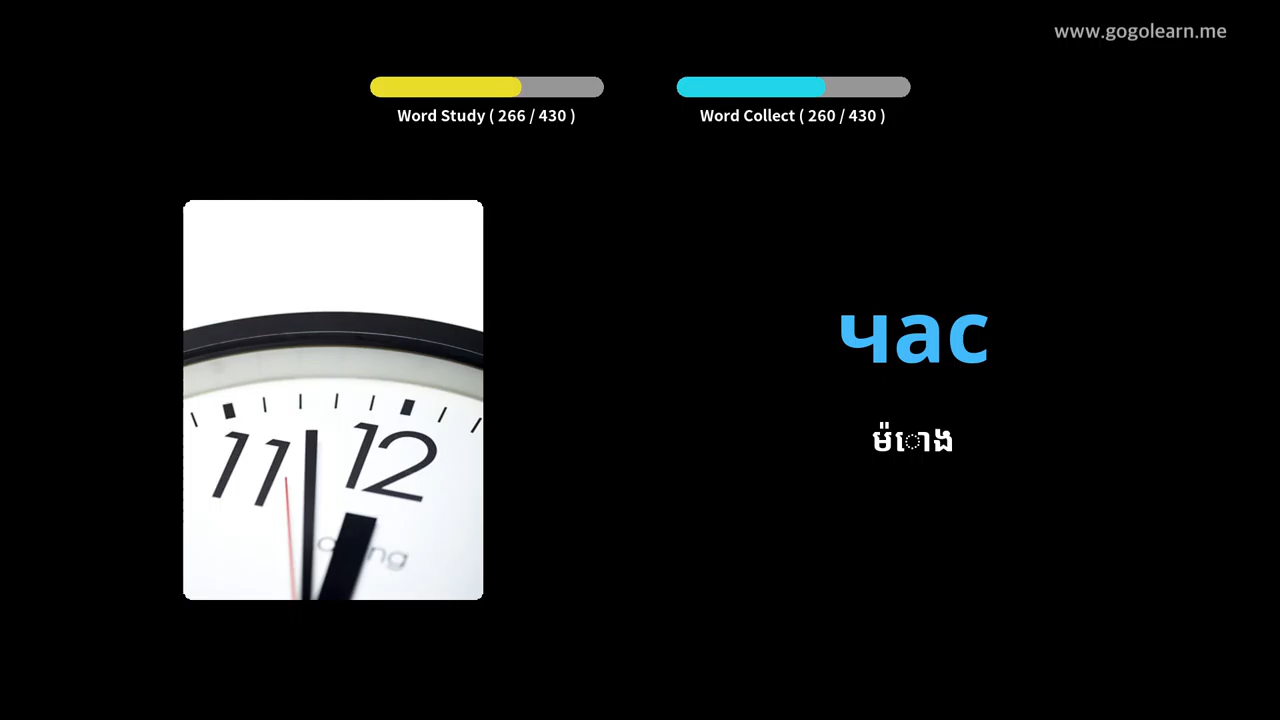 www.gogolearn.me
Word Study ( 266 / 430 )
Word Collect ( 260 / 430 )
час
ម៉ោង
11 12